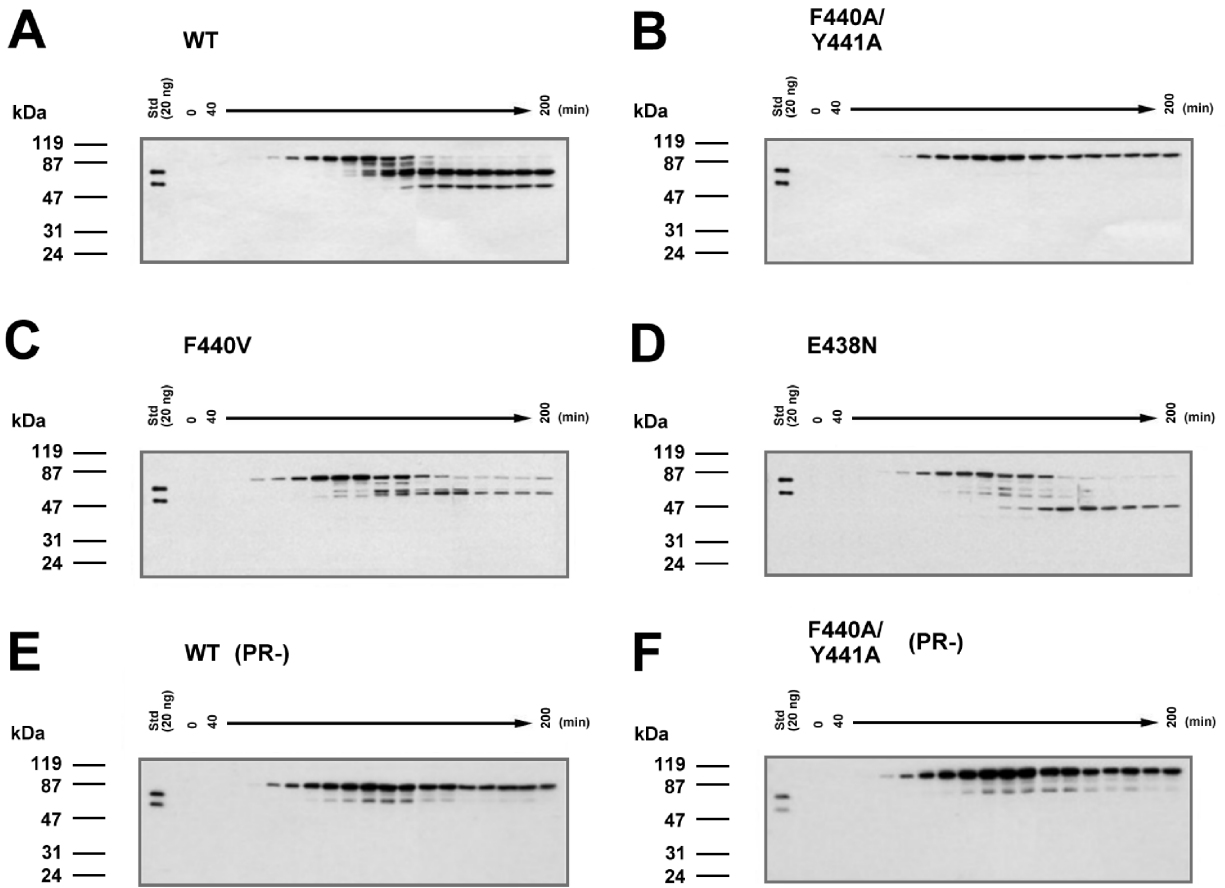 A WT
kDa
Std
(20 ng)
0
40
200 (min)
119
87
47
31
24
B F440A/
Y441A
kDa
Std
(20 ng)
0
40
200 (min)
119
87
47
31
24
C F440V
kDa
Std
(20 ng)
0
40
200 (min)
119
87
47
31
24
D E438N
kDa
Std
(20 ng)
0
40
200 (min)
119
87
47
31
24
E WT (PR-)
kDa
Std
(20 ng)
0
40
200 (min)
119
87
47
31
24
F F440A/
Y441A (PR-)
kDa
Std
(20 ng)
0
40
200 (min)
119
87
47
31
24